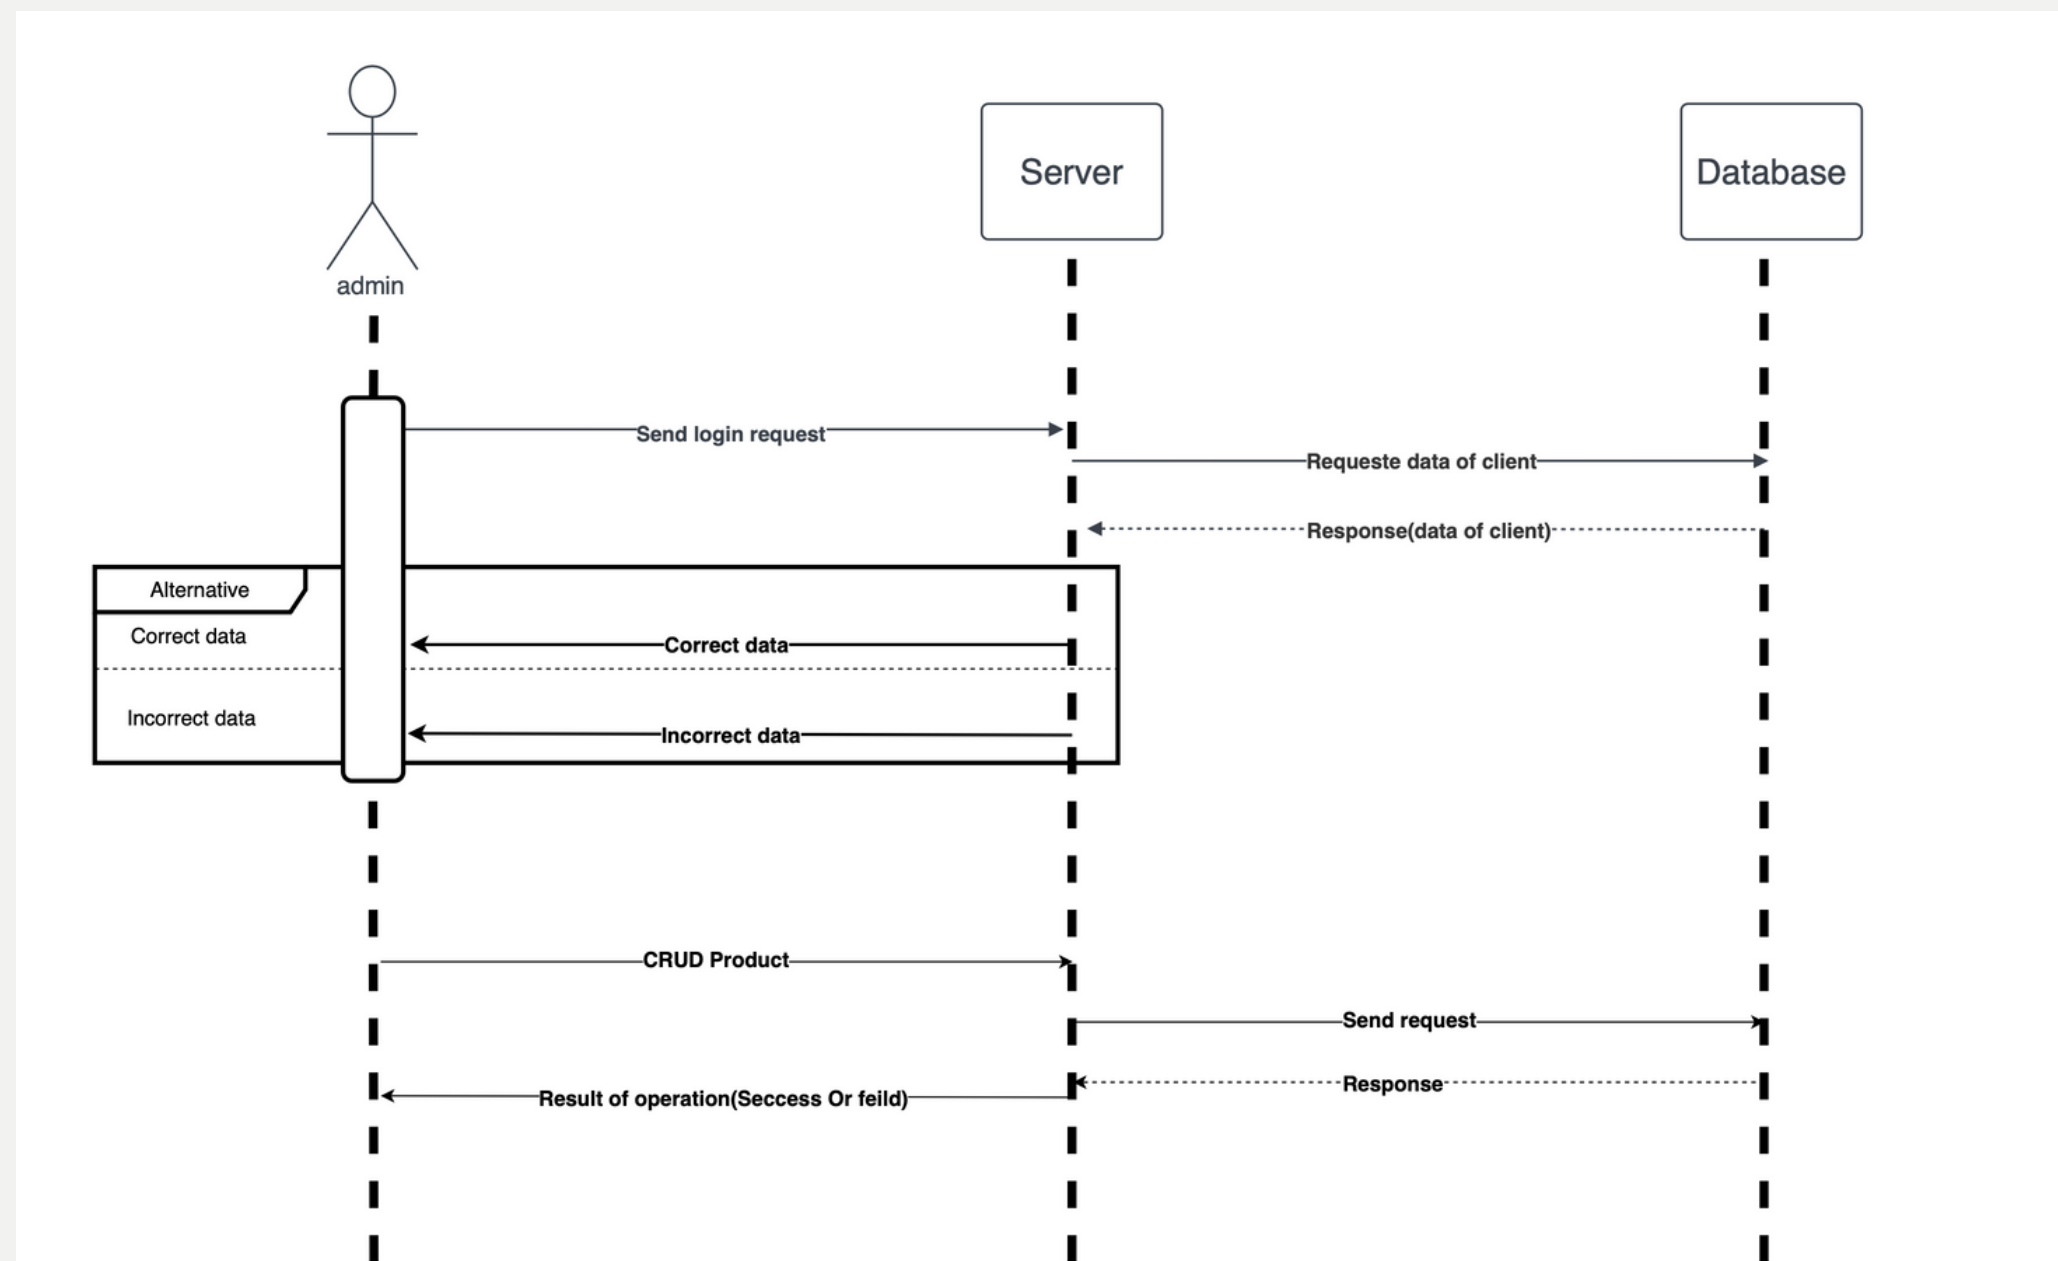 Server
Database
admin
Send login request
Requeste data of client
Response(data of client)
Alternative
Correct data
Correct data
Incorrect data
Incorrect data
CRUD Product
Send request
Response
Result of operation(Seccess Or feild)